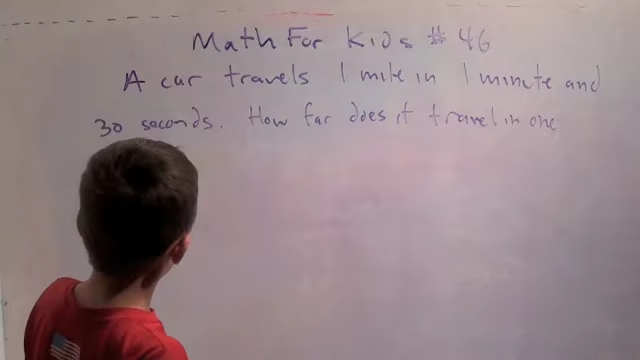 Math For Kids # 46
A car travels 1 mile in 1 minute and
30 seconds. How far does it travel in one